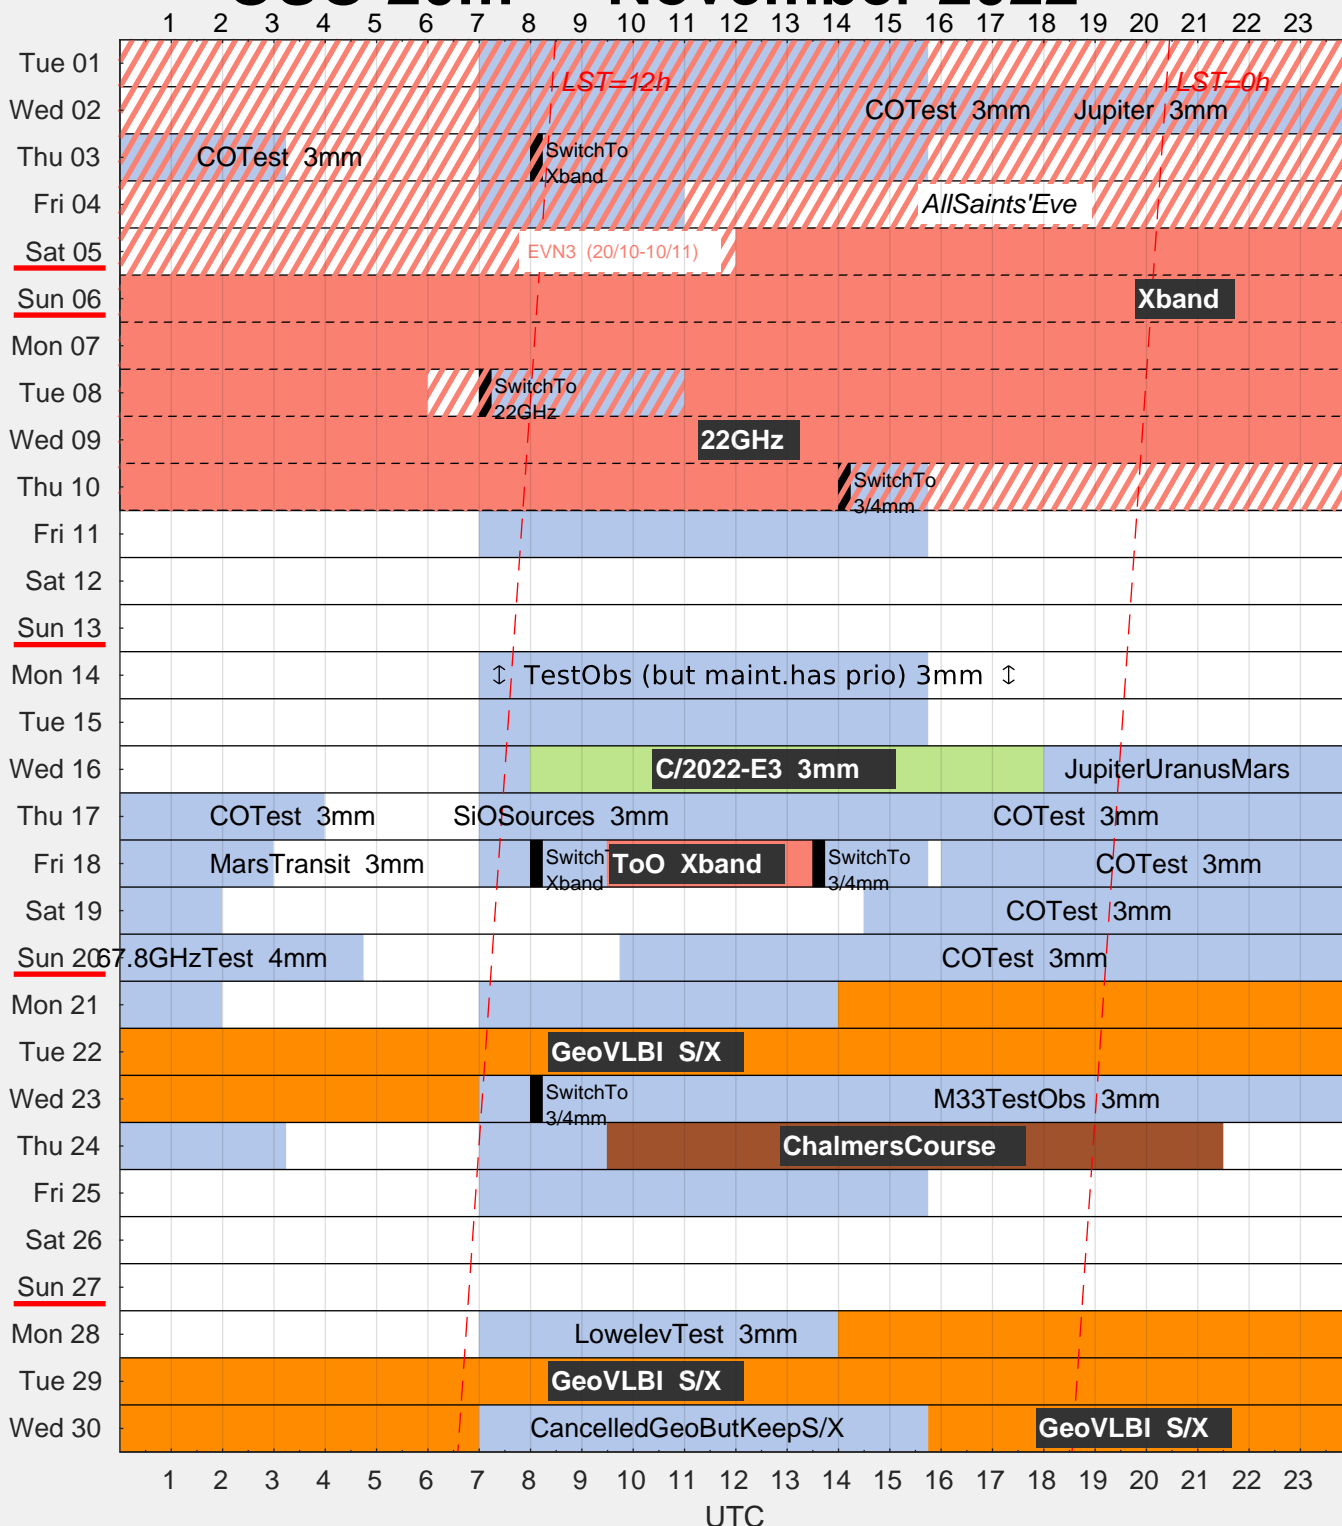 1 2 3 4 5 6 7 8 9 10 11 12 13 14 15 16 17 18 19 20 21 22 23
Tue 01
LST=12h LST=0h
Wed 02 COTest 3mm Jupiter 3mm
Thu 03 COTest 3mm SwitchTo
Xband
Fri 04 AllSaints'Eve
Sat 05 EVN3 (20/10-10/11)
Sun 06 Xband
Mon 07
Tue 08 SwitchTo
22GHz
Wed 09 22GHz
Thu 10 SwitchTo
3/4mm
Fri 11
Sat 12
Sun 13
Mon 14 ↕ TestObs (but maint.has prio) 3mm ↕
Tue 15
Wed 16 C/2022-E3 3mm JupiterUranusMars
Thu 17 COTest 3mm SiOSources 3mm COTest 3mm
Fri 18 MarsTransit 3mm SwitchT ToO Xband SwitchTo COTest 3mm
Xband 3/4mm
Sat 19 COTest 3mm
Sun 20 67.8GHzTest 4mm COTest 3mm
Mon 21
Tue 22 GeoVLBI S/X
Wed 23 SwitchTo M33TestObs 3mm
3/4mm
Thu 24 ChalmersCourse
Fri 25
Sat 26
Sun 27
Mon 28 LowelevTest 3mm
Tue 29 GeoVLBI S/X
Wed 30 CancelledGeoButKeepS/X GeoVLBI S/X
1 2 3 4 5 6 7 8 9 10 11 12 13 14 15 16 17 18 19 20 21 22 23
UTC